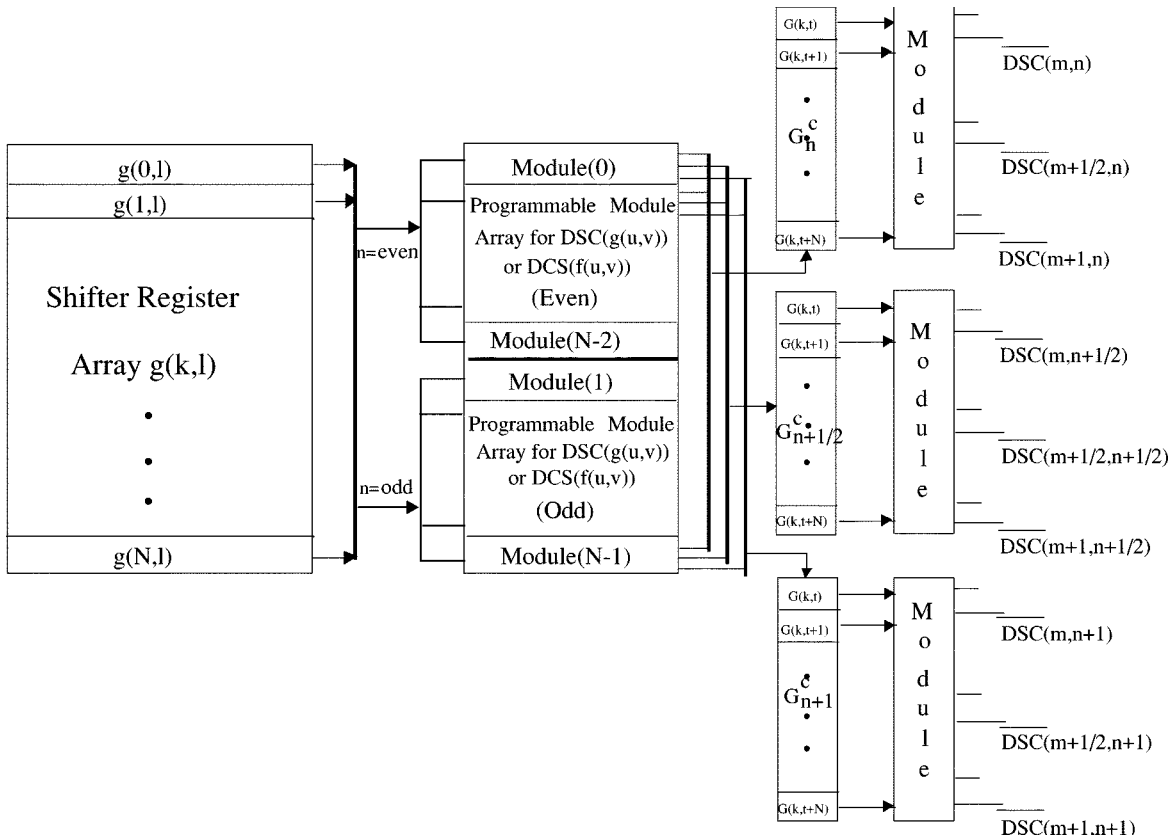 g(0,l)
g(1,l)
Shifter Register
Array g(k,l)
g(N,l)
n=even
n=odd
Module(0)
Programmable Module
Array for DSC(g(u,v))
or DCS(f(u,v))
(Even)
Module(N-2)
Module(1)
Programmable Module
Array for DSC(g(u,v))
or DCS(f(u,v))
(Odd)
Module(N-1)
G(k,t)
G(k,t+1)
G_n^c
G(k,t+N)
Module
DSC(m,n)
DSC(m+1/2,n)
DSC(m+1,n)
G(k,t)
G(k,t+1)
G_{n+1/2}^c
G(k,t+N)
Module
DSC(m,n+1/2)
DSC(m+1/2,n+1/2)
DSC(m+1,n+1/2)
G(k,t)
G(k,t+1)
G_{n+1}^c
G(k,t+N)
Module
DSC(m,n+1)
DSC(m+1/2,n+1)
DSC(m+1,n+1)